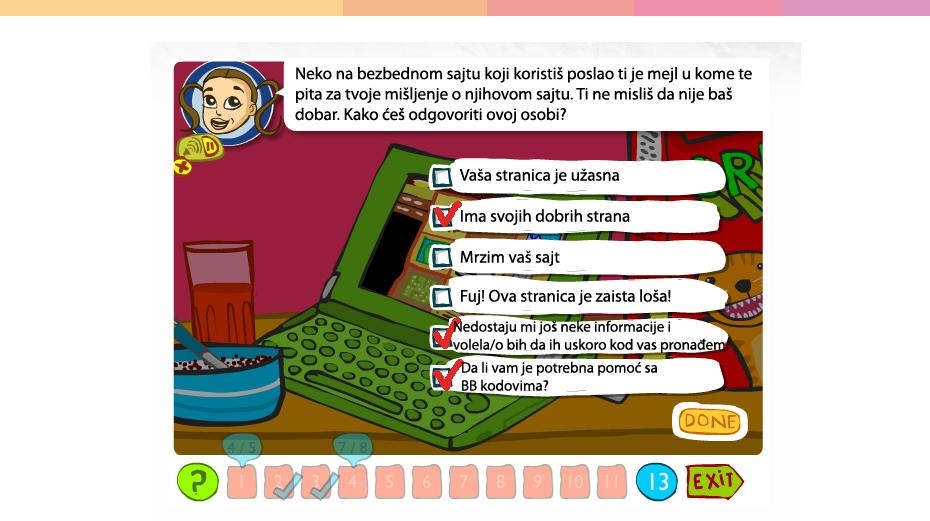 Neko na bezbednom sajtu koji koristiš poslao ti je mejl u kome te
pita za tvoje mišljenje o njihovom sajtu. Ti ne misliš da nije baš
dobar. Kako ćeš odgovoriti ovoj osobi?
Vaša stranica je užasna
Ima svojih dobrih strana
Mrzim vaš sajt
Fuj! Ova stranica je zaista loša!
Nedostaju mi još neke informacije i
volela/o bih da ih uskoro kod vas pronađem
Da li vam je potrebna pomoć sa
BB kodovima?
DONE
4 / 5 7 / 8
? 1 2 3 4 5 6 7 8 9 10 11 13 EXIT